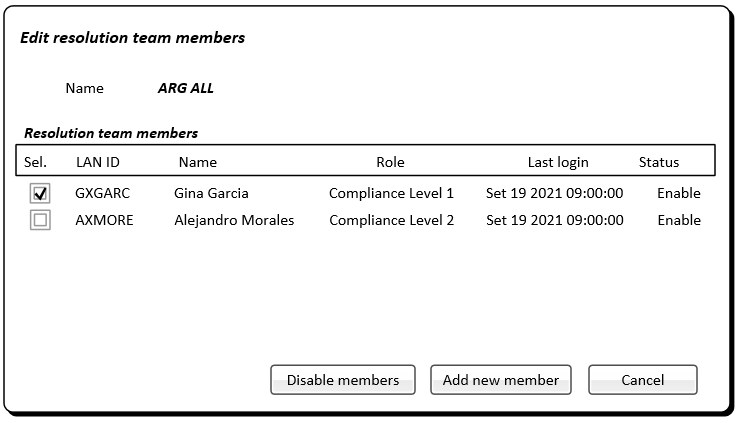 Edit resolution team members
Name ARG ALL
Resolution team members
Sel. LAN ID Name Role Last login Status
GXGARC Gina Garcia Compliance Level 1 Set 19 2021 09:00:00 Enable
AXMORE Alejandro Morales Compliance Level 2 Set 19 2021 09:00:00 Enable
Disable members Add new member Cancel